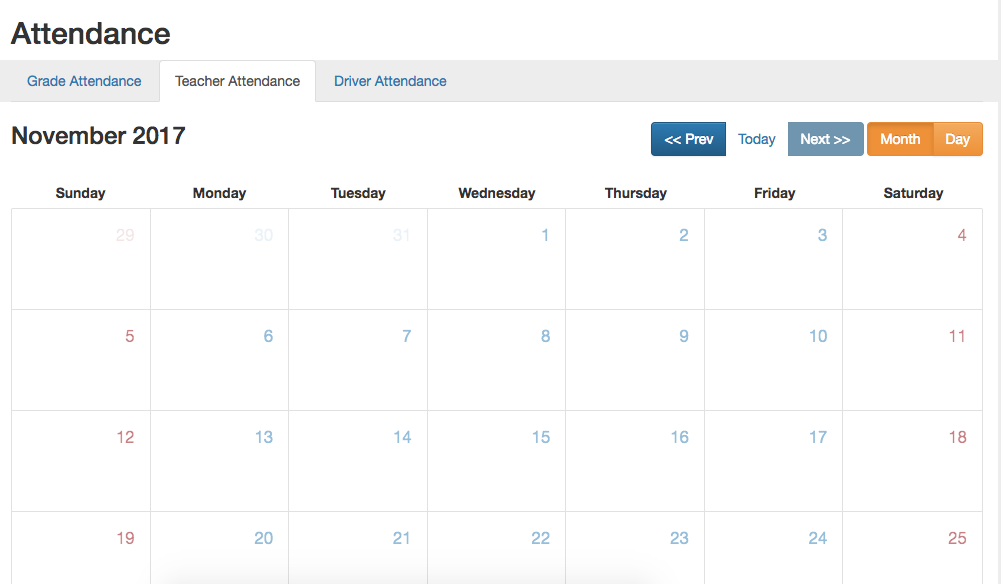 Attendance
Grade Attendance Teacher Attendance Driver Attendance
November 2017 << Prev Today Next >> Month Day
Sunday Monday Tuesday Wednesday Thursday Friday Saturday
29 30 31 1 2 3 4
5 6 7 8 9 10 11
12 13 14 15 16 17 18
19 20 21 22 23 24 25